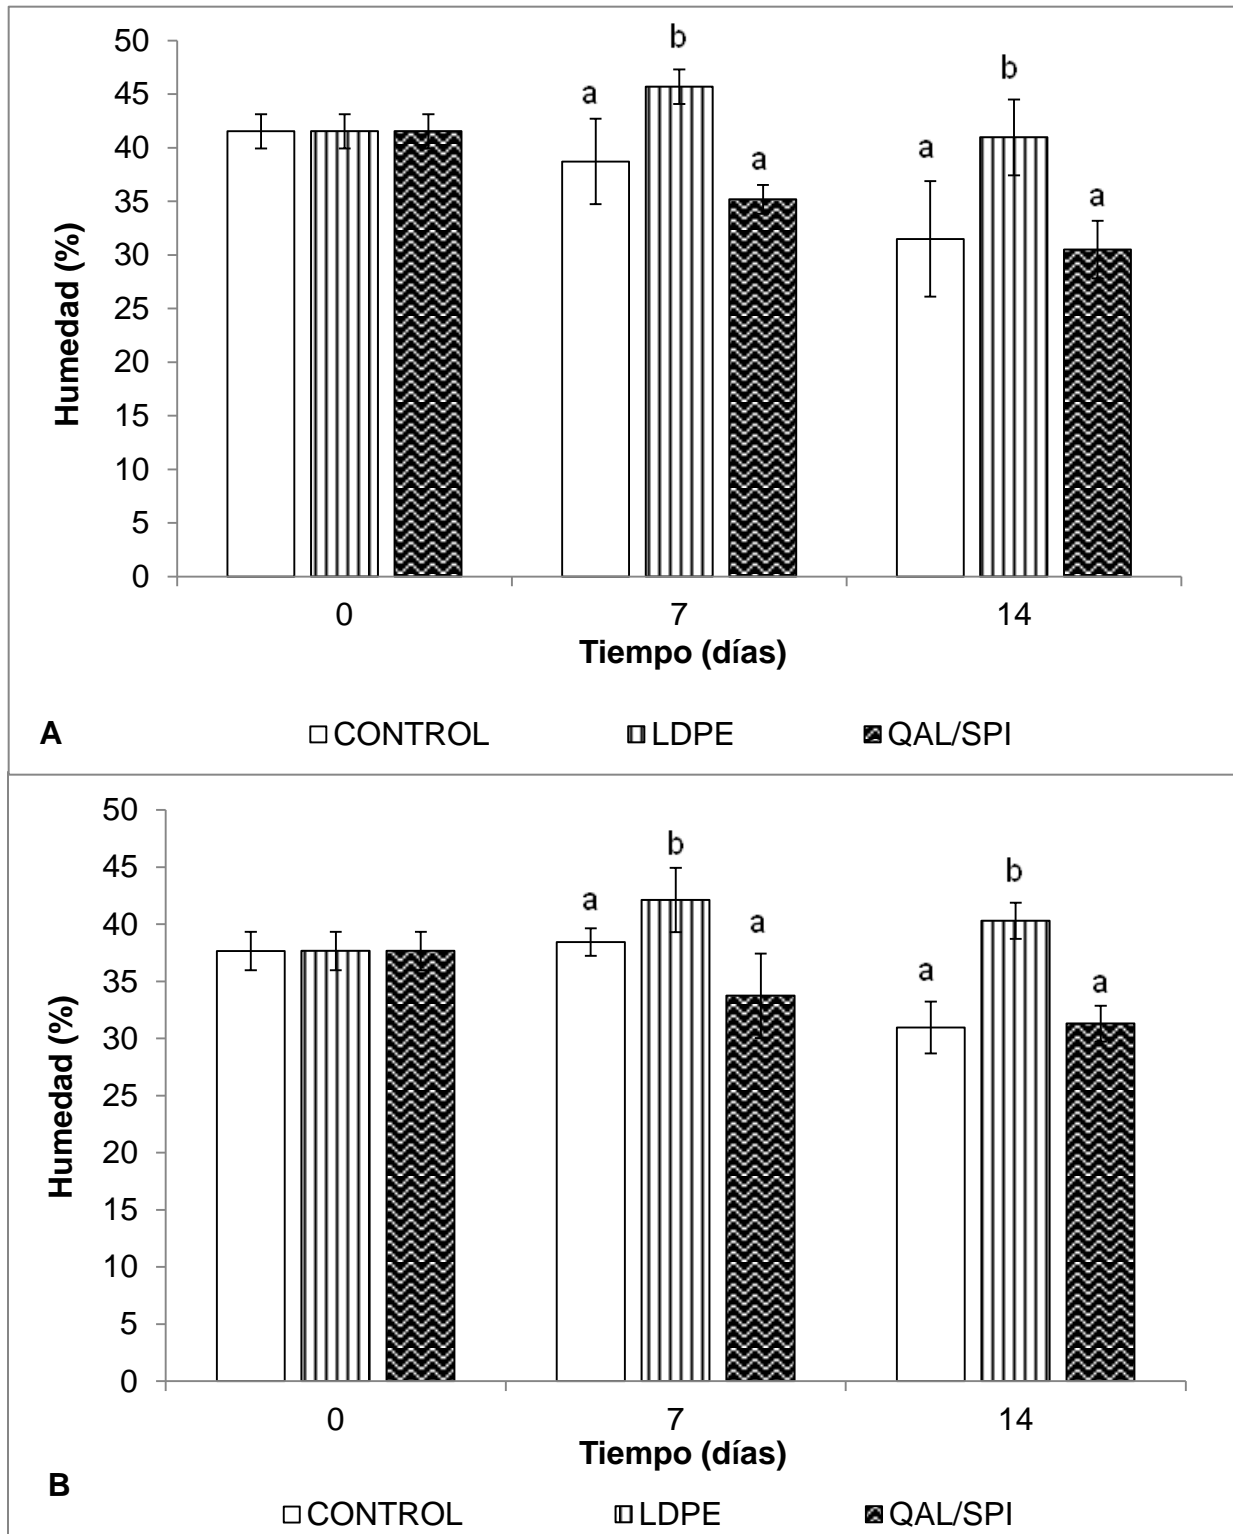 50
45
40
35
30
25
20
15
10
5
0
Humedad (%)
a
b
a
a
b
a
0 7 14
Tiempo (días)
A
CONTROL LDPE QAL/SPI
50
45
40
35
30
25
20
15
10
5
0
Humedad (%)
a
b
a
a
b
a
0 7 14
Tiempo (días)
B
CONTROL LDPE QAL/SPI